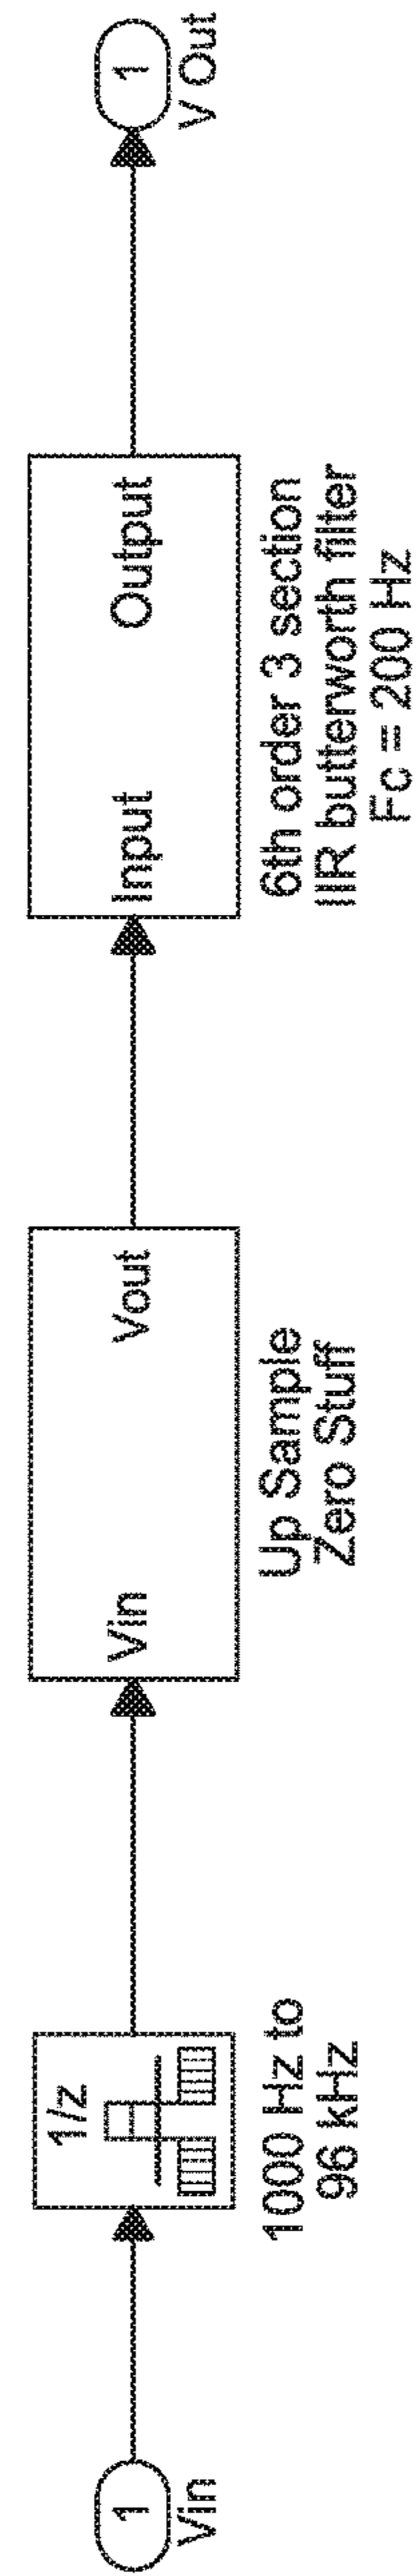 1
Vin
1/z
1000 Hz to
96 kHz
Vin
Vout
Up Sample
Zero Stuff
Input
Output
6th order 3 section
IIR butterworth filter
Fc = 200 Hz
1
V Out